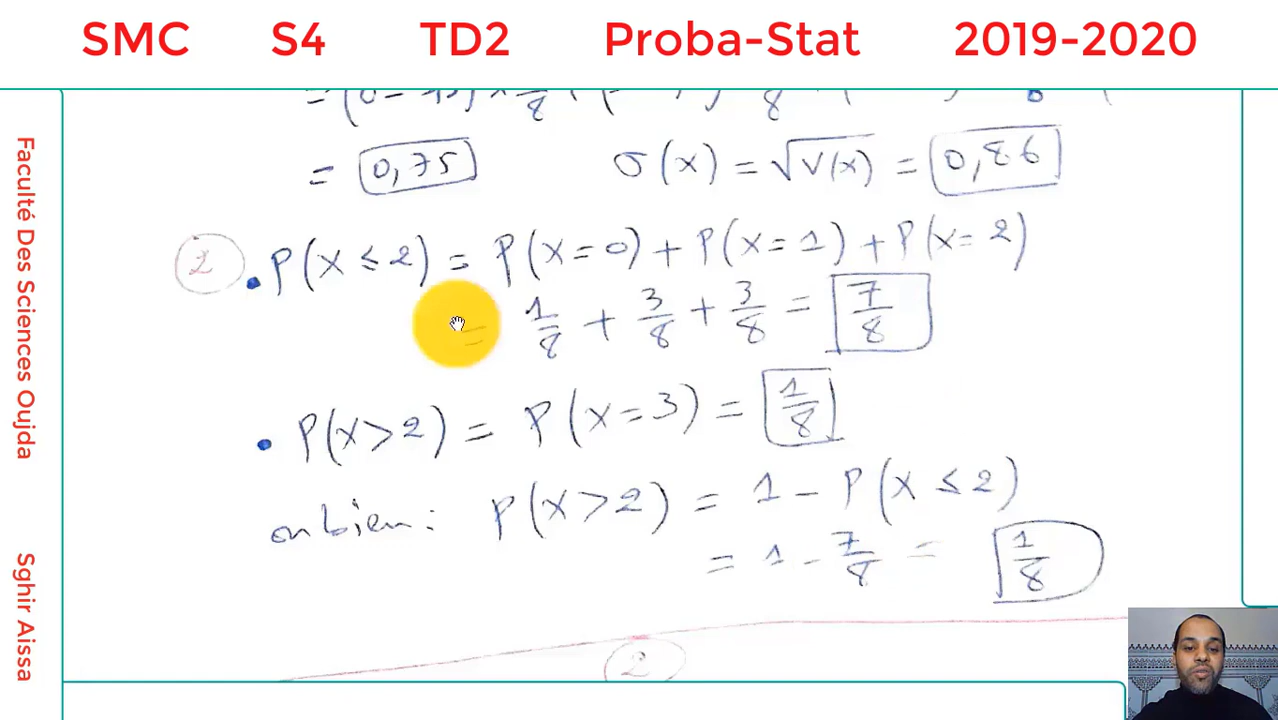 SMC S4 TD2 Proba-Stat 2019-2020
Faculté Des Sciences Oujda
Sghir Aissa
= 0,75 σ(x) = √V(x) = 0,86
2 . P(X ≤ 2) = P(X = 0) + P(X = 1) + P(X = 2)
= 1/8 + 3/8 + 3/8 = 7/8
• P(X > 2) = P(X = 3) = 1/8
ou bien : P(X > 2) = 1 - P(X ≤ 2)
= 1 - 7/8 = 1/8
2